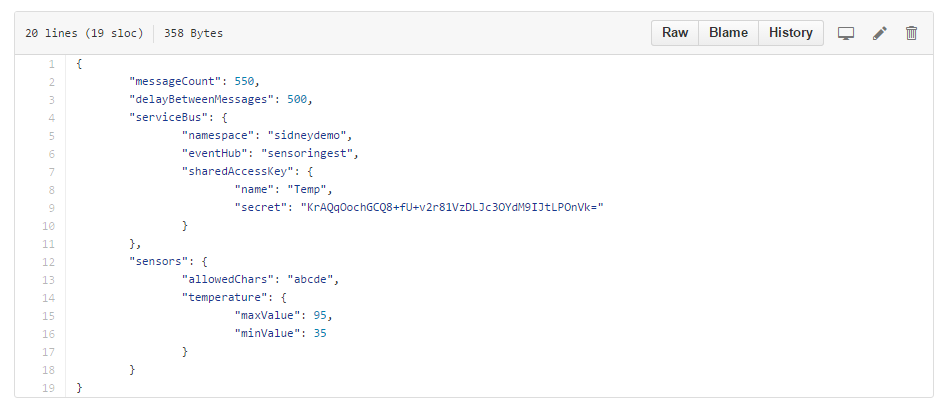 20 lines (19 sloc) 358 Bytes Raw Blame History
1 {
2 "messageCount": 550,
3 "delayBetweenMessages": 500,
4 "serviceBus": {
5 "namespace": "sidneydemo",
6 "eventHub": "sensoringest",
7 "sharedAccessKey": {
8 "name": "Temp",
9 "secret": "KrAQqOochGCQ8+fU+v2r81VzDLJc3OYdM9IJtLPOnVk="
10 }
11 },
12 "sensors": {
13 "allowedChars": "abcde",
14 "temperature": {
15 "maxValue": 95,
16 "minValue": 35
17 }
18 }
19 }